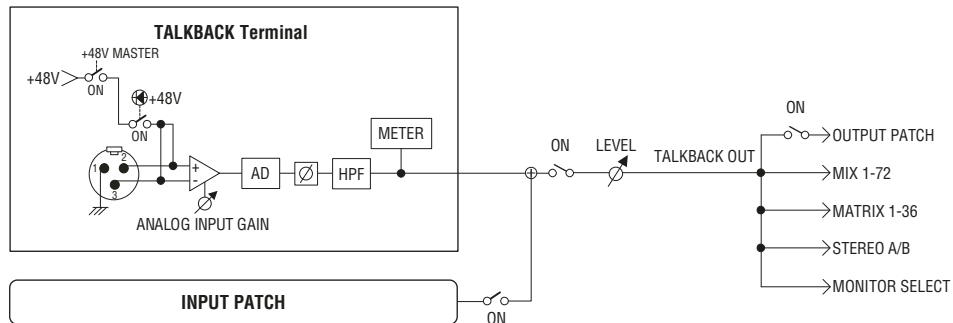 TALKBACK Terminal
+48V MASTER
+48V
ON
+48V
ON
METER
1
2
3
+
-
AD
Ø
HPF
ANALOG INPUT GAIN
ON
LEVEL
TALKBACK OUT
ON
OUTPUT PATCH
MIX 1-72
MATRIX 1-36
STEREO A/B
MONITOR SELECT
INPUT PATCH
ON